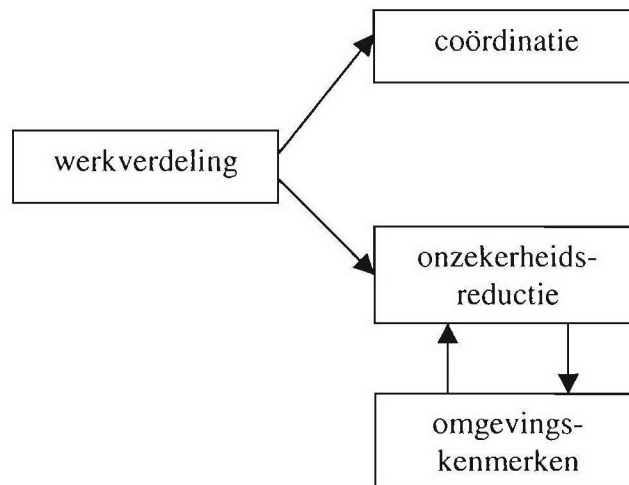 coördinatie
werkverdeling
onzekerheids-
reductie
omgevings-
kenmerken